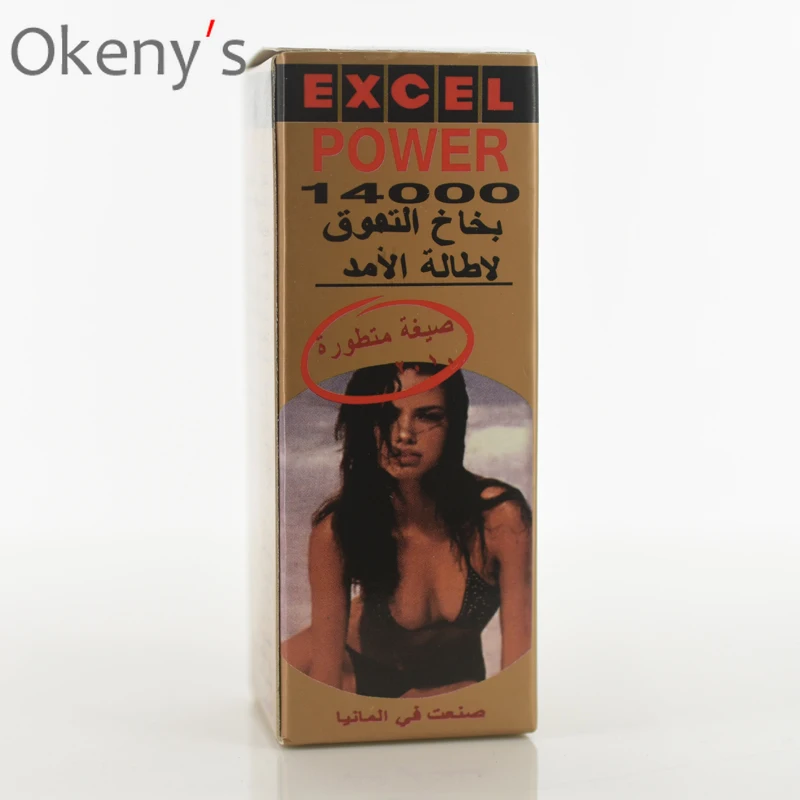 Okeny's
EXCEL
POWER
14000
بخاخ التفوق
لاطالة الأمد
صيغة متطورة
صنعت في المانيا